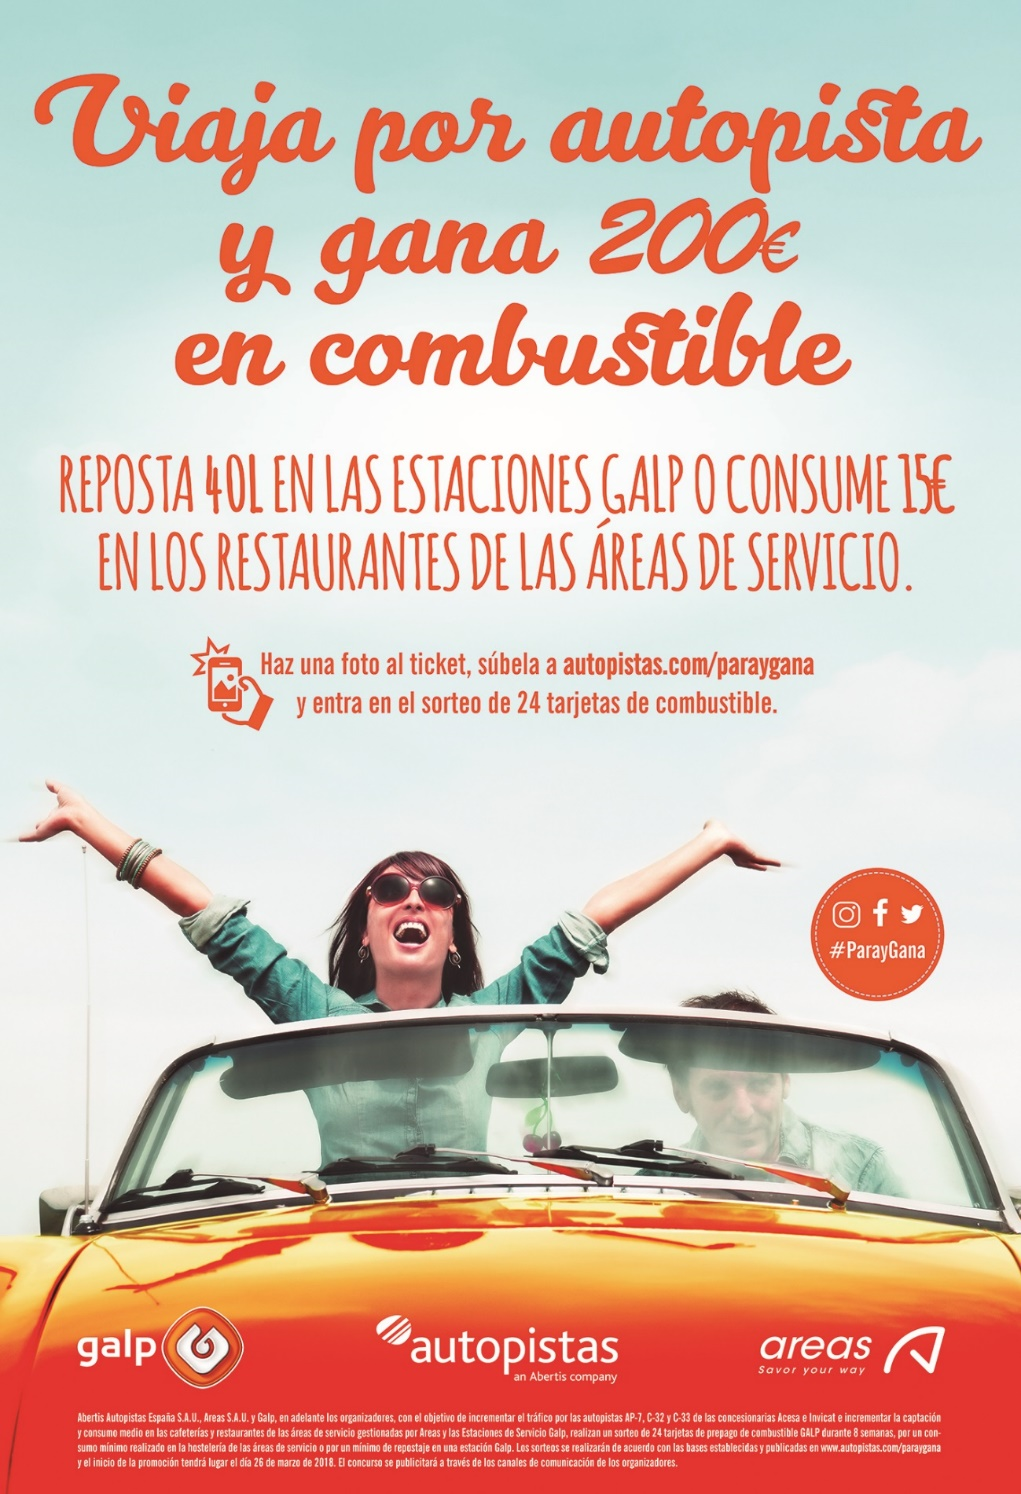 Viaja por autopista
y gana 200€
en combustible
REPOSTA 40L EN LAS ESTACIONES GALP O CONSUME 15€
EN LOS RESTAURANTES DE LAS ÁREAS DE SERVICIO.
Haz una foto al ticket, súbela a autopistas.com/paraygana
y entra en el sorteo de 24 tarjetas de combustible.
#ParayGana
galp
autopistas
an Abertis company
areas
Savor your way
Abertis Autopistas España S.A.U., Areas S.A.U. y Galp, en adelante los organizadores, con el objetivo de incrementar el tráfico por las autopistas AP-7, C-32 y C-33 de las concesionarias Acesa e Invicat e incrementar la captación
y consumo medio en las cafeterías y restaurantes de las áreas de servicio gestionadas por Areas y las Estaciones de Servicio Galp, realizan un sorteo de 24 tarjetas de prepago de combustible GALP durante 8 semanas, por un con-
sumo mínimo realizado en la hostelería de las áreas de servicio o por un mínimo de repostaje en una estación Galp. Los sorteos se realizarán de acuerdo con las bases establecidas y publicadas en www.autopistas.com/paraygana
y el inicio de la promoción tendrá lugar el día 26 de marzo de 2018. El concurso se publicitará a través de los canales de comunicación de los organizadores.